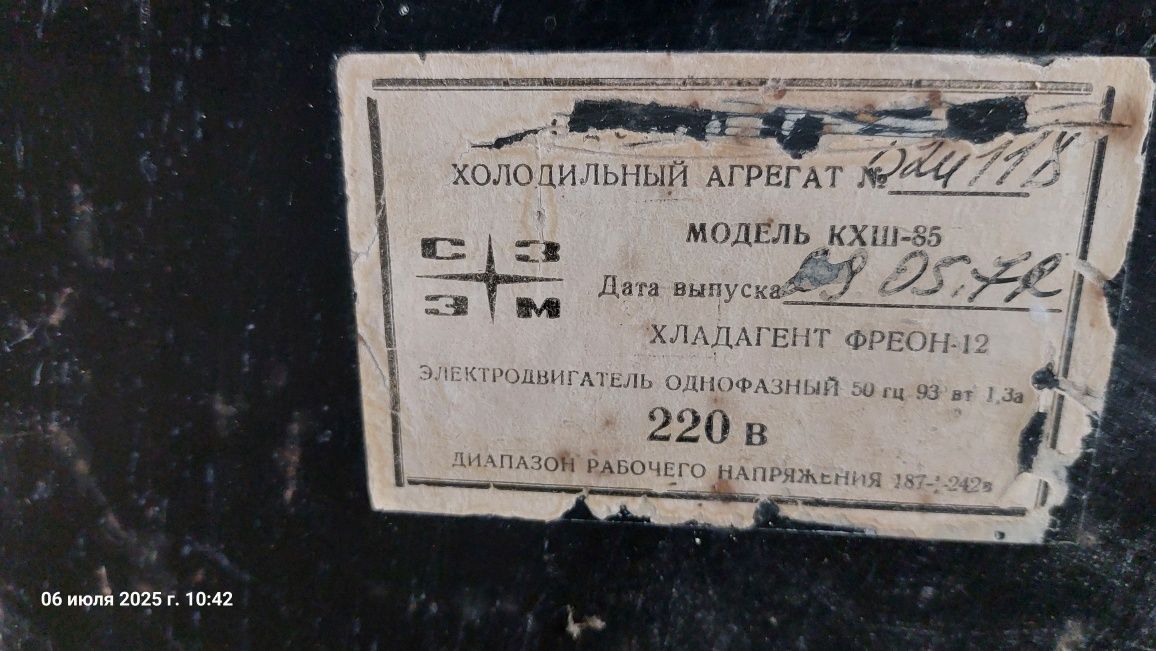 ХОЛОДИЛЬНЫЙ АГРЕГАТ №
МОДЕЛЬ КХШ-85
С З
Э М
Дата выпуска 05.72
ХЛАДАГЕНТ ФРЕОН-12
ЭЛЕКТРОДВИГАТЕЛЬ ОДНОФАЗНЫЙ 50 гц 93 вт 1,3а
220 в
ДИАПАЗОН РАБОЧЕГО НАПРЯЖЕНИЯ 187-:-242в
06 июля 2025 г. 10:42